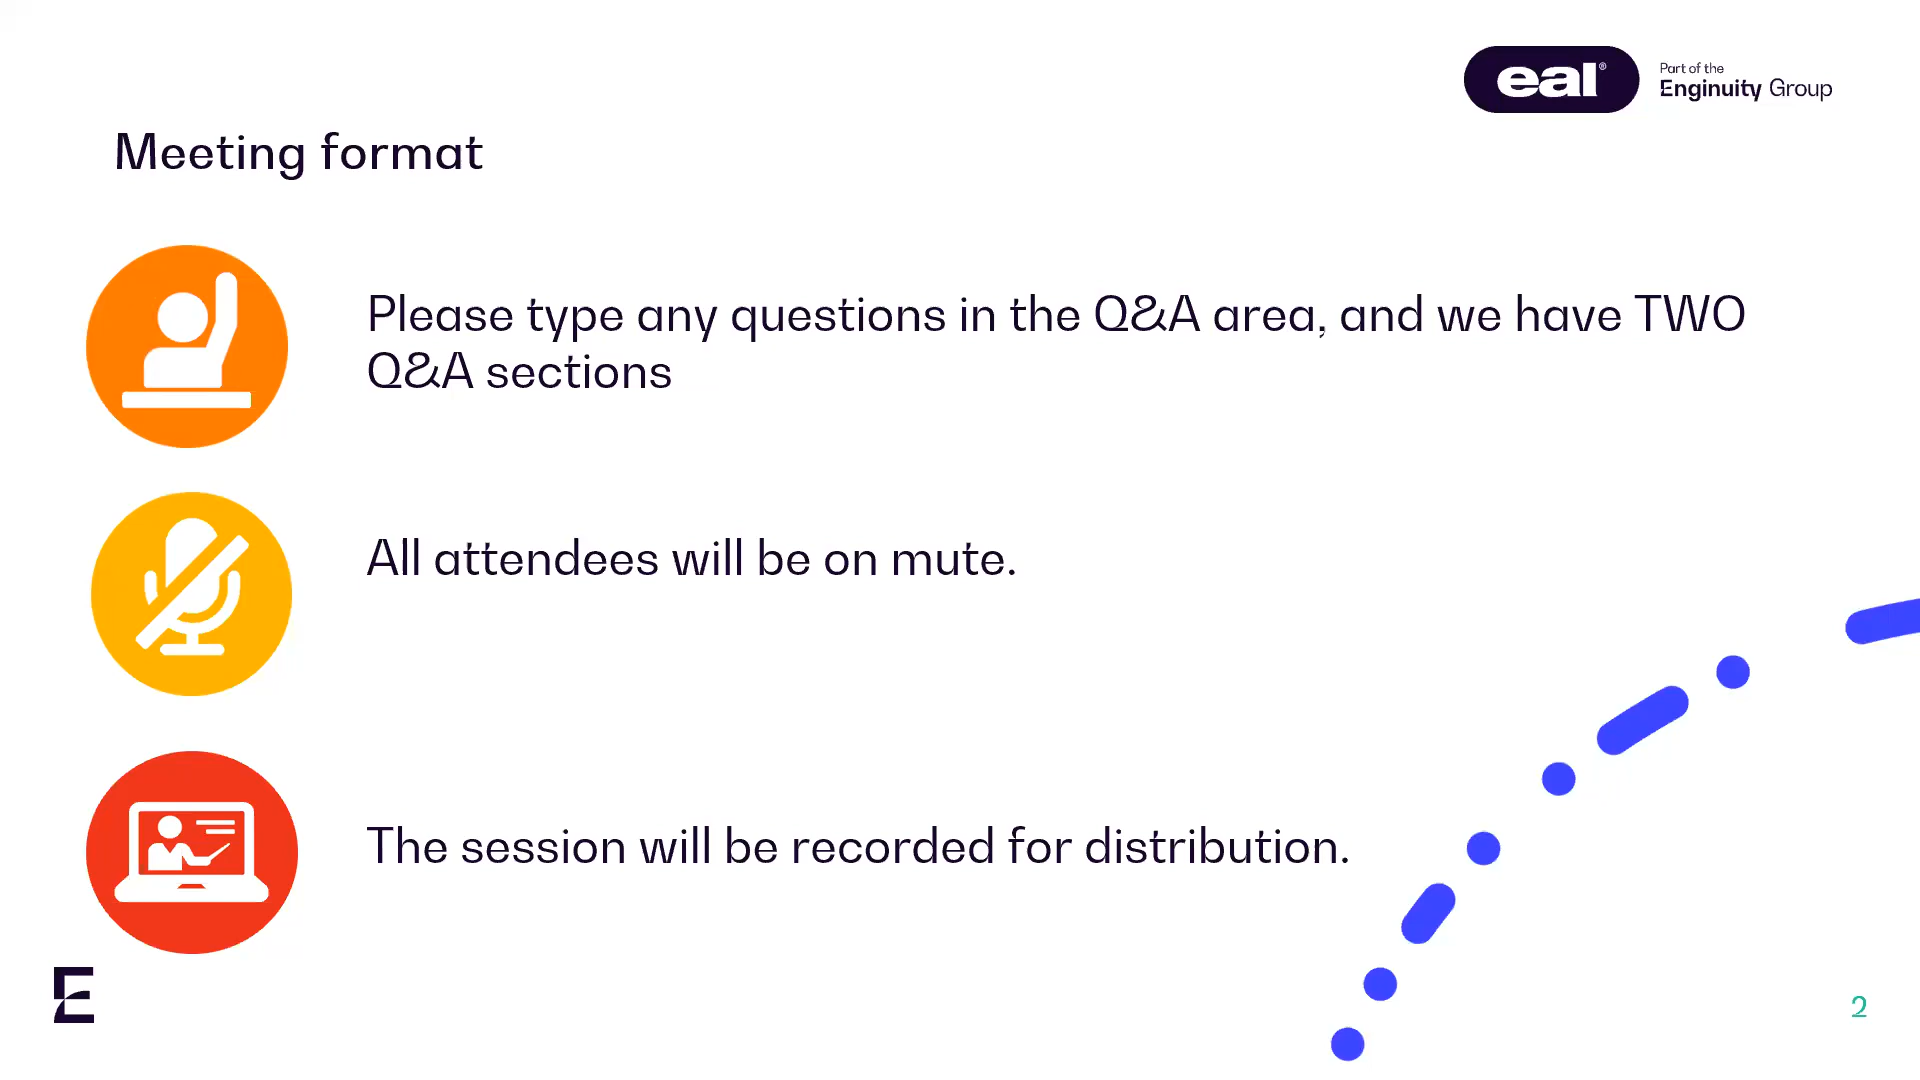 eal®
Part of the
Enginuity Group
Meeting format
Please type any questions in the Q&A area, and we have TWO
Q&A sections
All attendees will be on mute.
The session will be recorded for distribution.
E
2